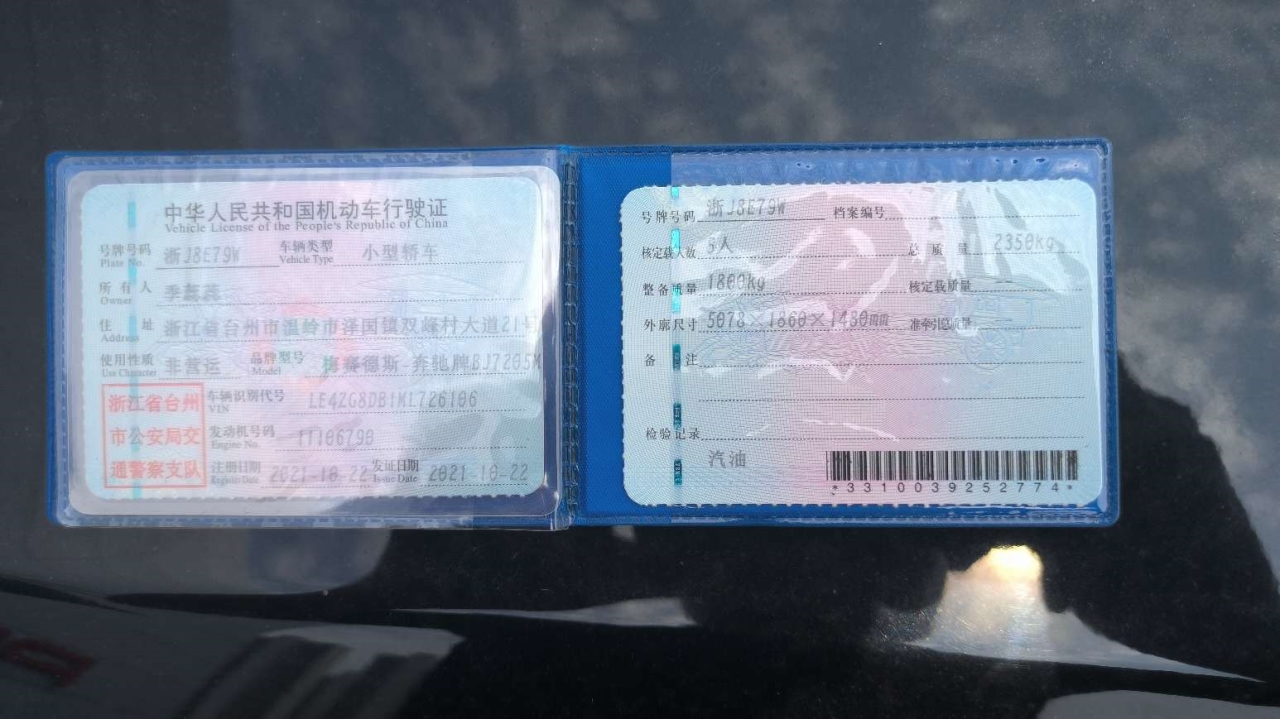 中华人民共和国机动车行驶证
Vehicle License of the People's Republic of China
号牌号码 浙J8E79W 车辆类型 小型轿车
Plate No. Vehicle Type
所有人 季
Owner
住址 浙江省台州市温岭市泽国镇双峰村大道21号
Address
使用性质 非营运 品牌型号 梅赛德斯-奔驰牌BJ7205
Use Character Model
浙江省台州
市公安局交
通警察支队
车辆识别代号 LE4ZG8DB1KL726106
VIN
发动机号码
Engine No.
注册日期 2021-10-22 发证日期 2021-10-22
Register Date Issue Date
号牌号码 浙J8E79W 档案编号
核定载人数 5人 总质量 2350kg
整备质量 1800kg 核定载质量
外廓尺寸 5078×1860×1480mm 准牵引总质量
备注
检验记录
汽油
*3310039252774*